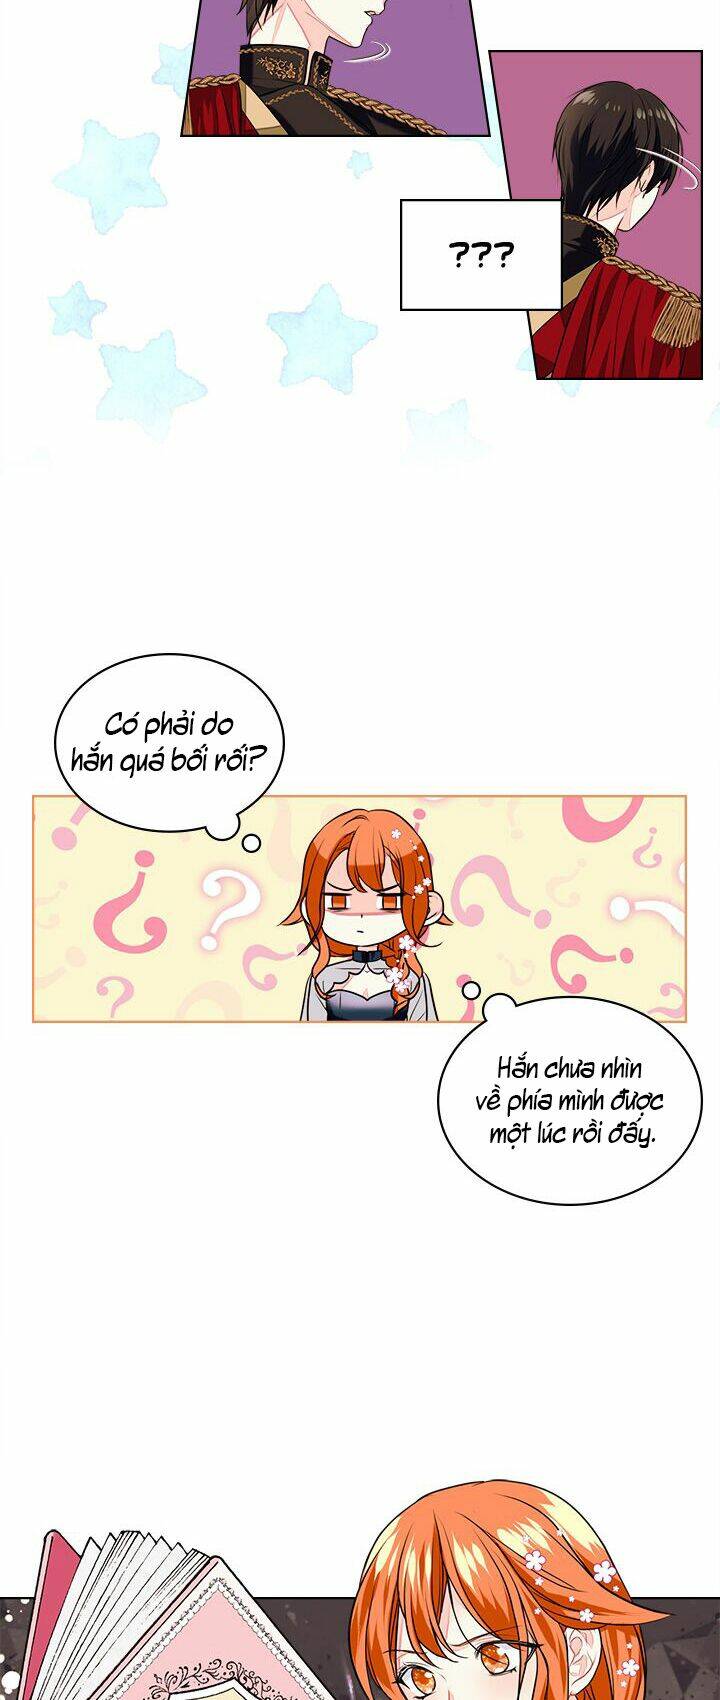 ???
Có phải do
hắn quá bối rối?
Hắn chưa nhìn
về phía mình được
một lúc rồi đấy.